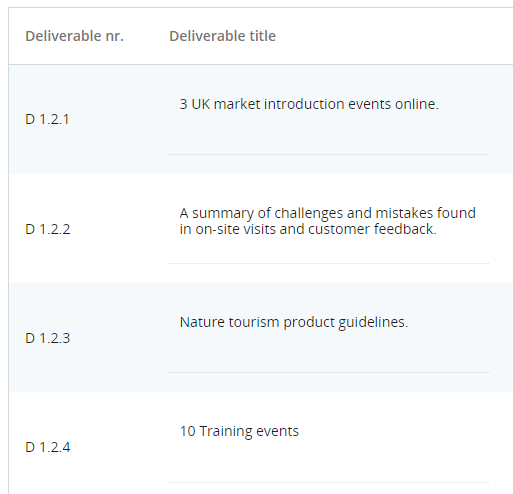 Deliverable nr. Deliverable title
D 1.2.1 3 UK market introduction events online.
D 1.2.2 A summary of challenges and mistakes found
in on-site visits and customer feedback.
D 1.2.3 Nature tourism product guidelines.
D 1.2.4 10 Training events